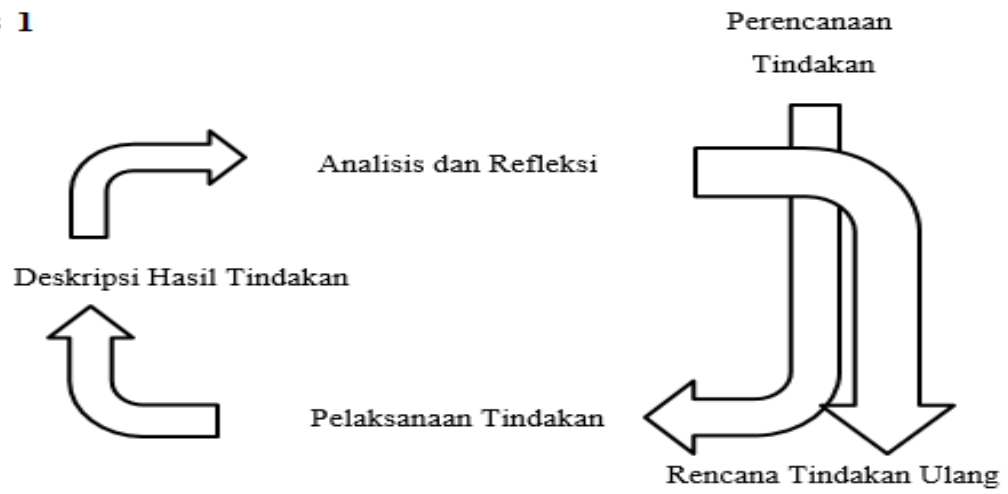 1
Perencanaan
Tindakan
Analisis dan Refleksi
Deskripsi Hasil Tindakan
Pelaksanaan Tindakan
Rencana Tindakan Ulang